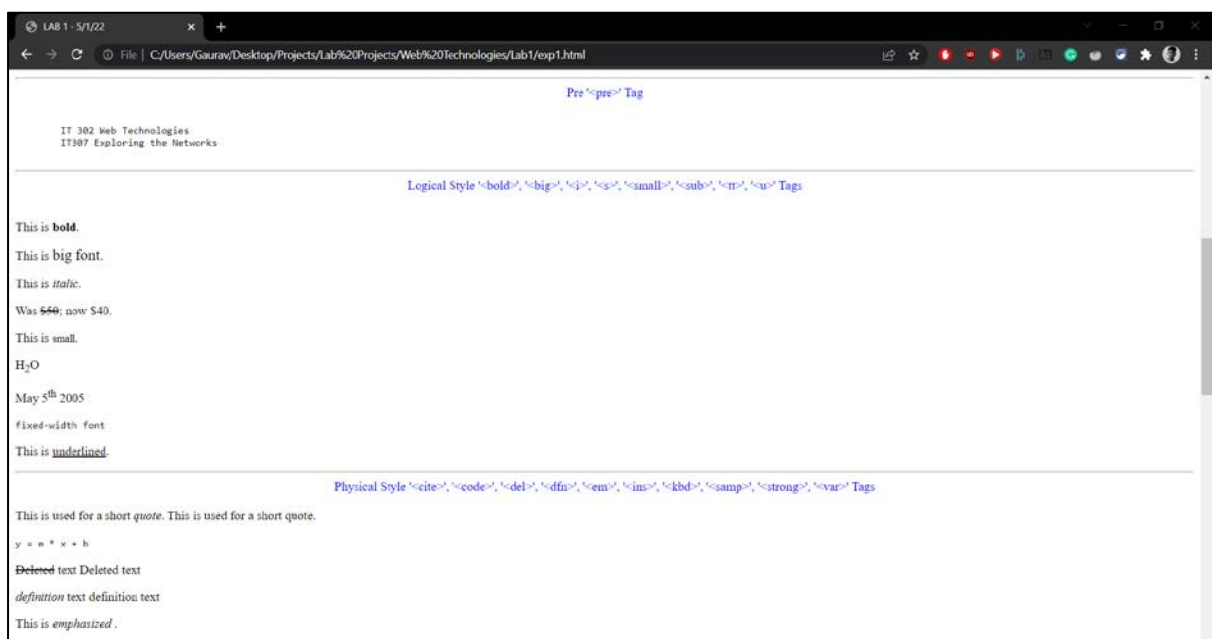 LAB 1 - 5/1/22
File | C:/Users/Gaurav/Desktop/Projects/Lab%20Projects/Web%20Technologies/Lab1/exp1.html
Pre '<pre>' Tag
IT 302 Web Technologies
IT307 Exploring the Networks
Logical Style '<bold>', '<big>', '<i>', '<s>', '<small>', '<sub>', '<tt>', '<u>' Tags
This is bold.
This is big font.
This is italic.
Was $50; now $40.
This is small.
H₂O
May 5th 2005
fixed-width font
This is underlined.
Physical Style '<cite>', '<code>', '<del>', '<dfn>', '<em>', '<ins>', '<kbd>', '<samp>', '<strong>', '<var>' Tags
This is used for a short quote. This is used for a short quote.
y = m * x + b
Deleted text Deleted text
definition text definition text
This is emphasized .